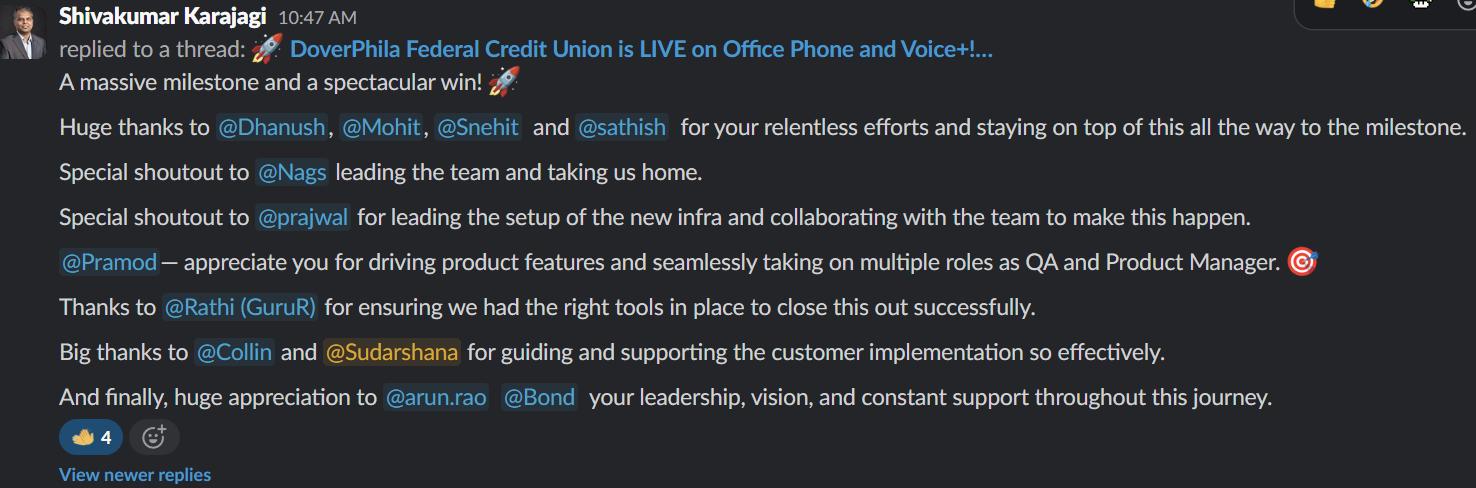 Shivakumar Karajagi 10:47 AM
replied to a thread: 🚀 DoverPhila Federal Credit Union is LIVE on Office Phone and Voice+!...
A massive milestone and a spectacular win! 🚀
Huge thanks to @Dhanush, @Mohit, @Snehit and @sathish for your relentless efforts and staying on top of this all the way to the milestone.
Special shoutout to @Nags leading the team and taking us home.
Special shoutout to @prajwal for leading the setup of the new infra and collaborating with the team to make this happen.
@Pramod— appreciate you for driving product features and seamlessly taking on multiple roles as QA and Product Manager. 🎯
Thanks to @Rathi (GuruR) for ensuring we had the right tools in place to close this out successfully.
Big thanks to @Collin and @Sudarshana for guiding and supporting the customer implementation so effectively.
And finally, huge appreciation to @arun.rao @Bond your leadership, vision, and constant support throughout this journey.
4
View newer replies